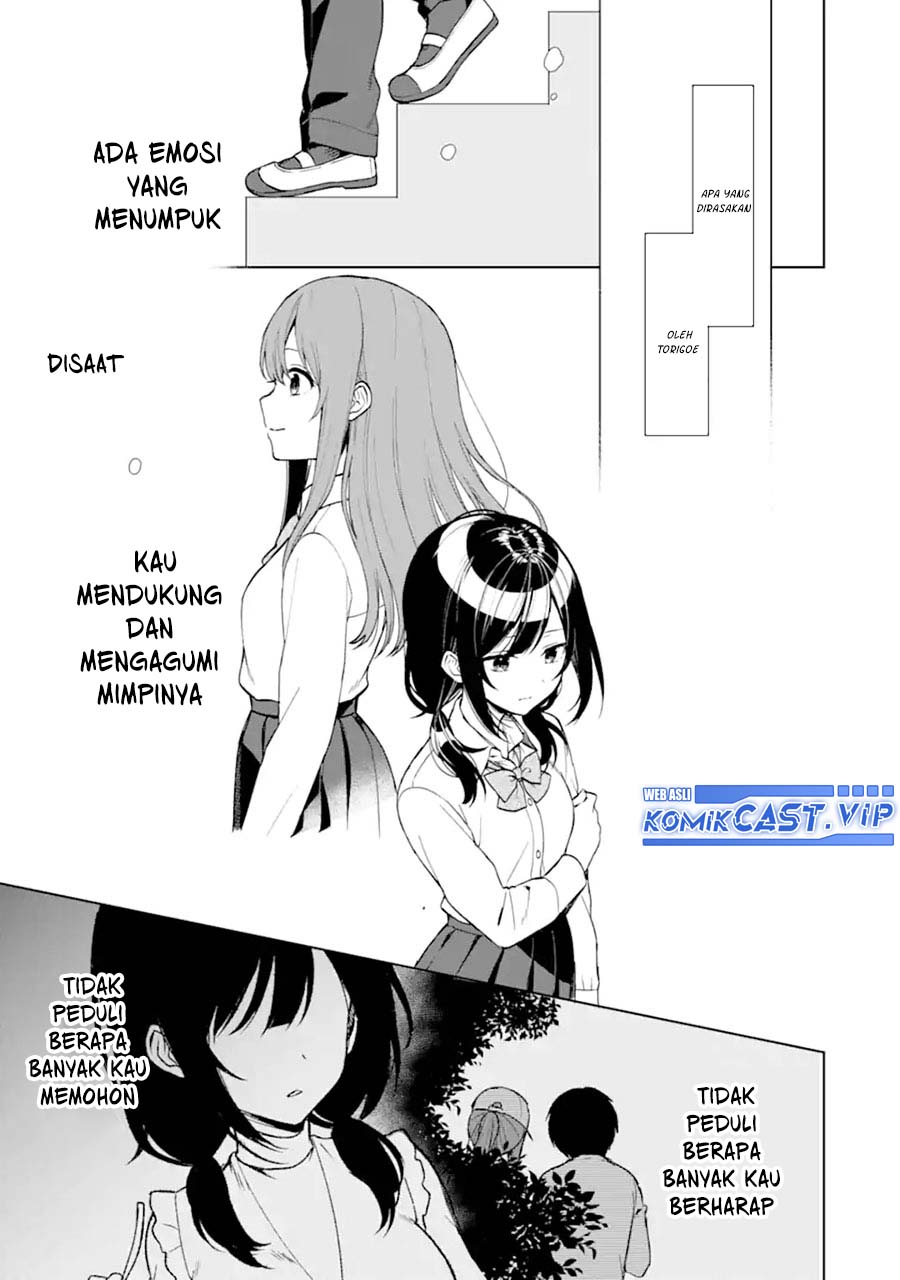 APA YANG
DIRASAKAN
OLEH
TORIGOE
ADA EMOSI
YANG
MENUMPUK
DISAAT
KAU
MENDUKUNG
DAN
MENGAGUMI
MIMPINYA
WEB ASLI
KOMIKCAST.VIP
TIDAK
PEDULI
BERAPA
BANYAK KAU
BERHARAP
TIDAK
PEDULI
BERAPA
BANYAK KAU
MEMOHON